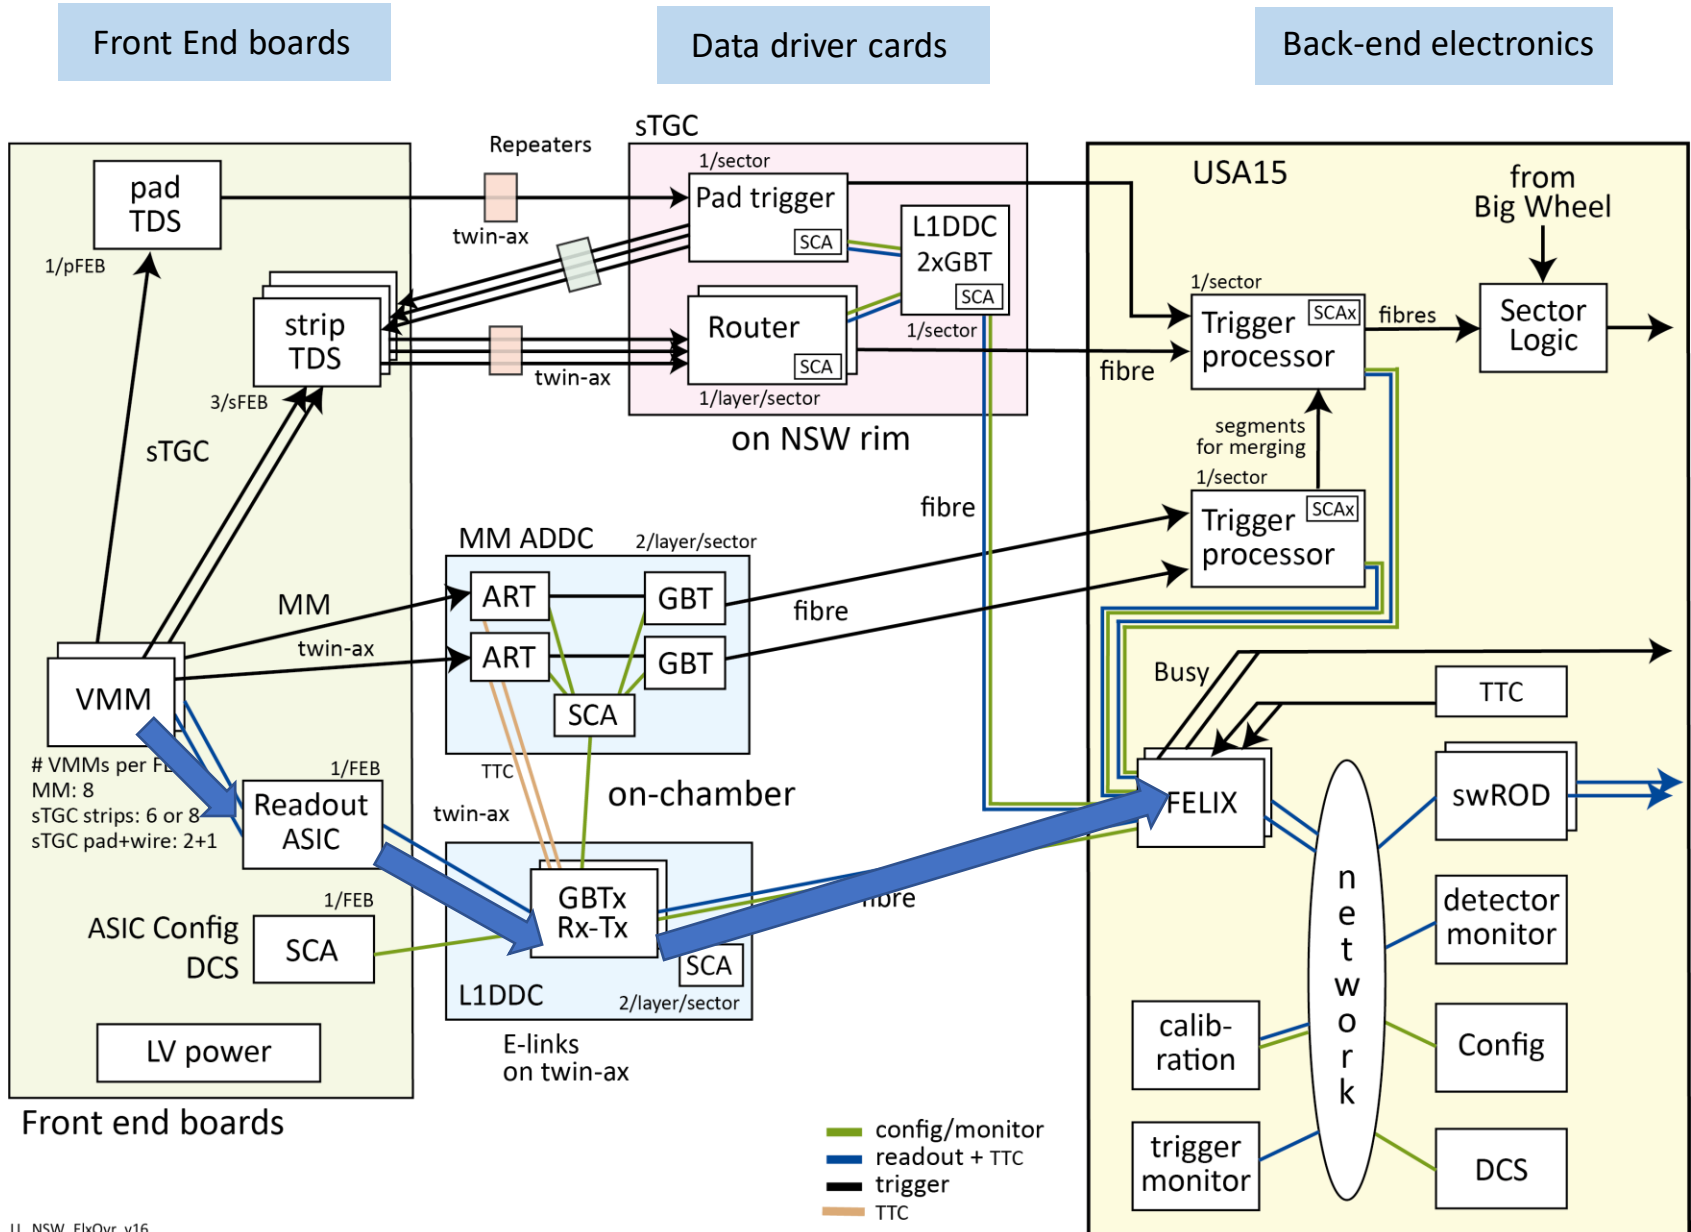 Front End boards
Data driver cards
Back-end electronics
sTGC
Repeaters
1/sector
USA15
from
Big Wheel
pad
TDS
Pad trigger
SCA
L1DDC
2xGBT
SCA
twin-ax
1/pFEB
1/sector
1/sector
Trigger
processor
SCAx
fibres
Sector
Logic
strip
TDS
Router
SCA
fibre
twin-ax
3/sFEB
1/layer/sector
on NSW rim
segments
for merging
sTGC
1/sector
fibre
Trigger
processor
SCAx
MM ADDC
2/layer/sector
ART
GBT
MM
fibre
twin-ax
ART
GBT
Busy
VMM
SCA
TTC
# VMMs per
MM: 8
sTGC strips: 6 or 8
sTGC pad+wire: 2+1
1/FEB
Readout
ASIC
TTC
on-chamber
twin-ax
FELIX
swROD
GBTx
Rx-Tx
fibre
network
detector
monitor
1/FEB
ASIC Config
DCS
SCA
SCA
L1DDC
2/layer/sector
calib-
ration
Config
LV power
E-links
on twin-ax
Front end boards
config/monitor
readout + TTC
trigger
TTC
trigger
monitor
DCS